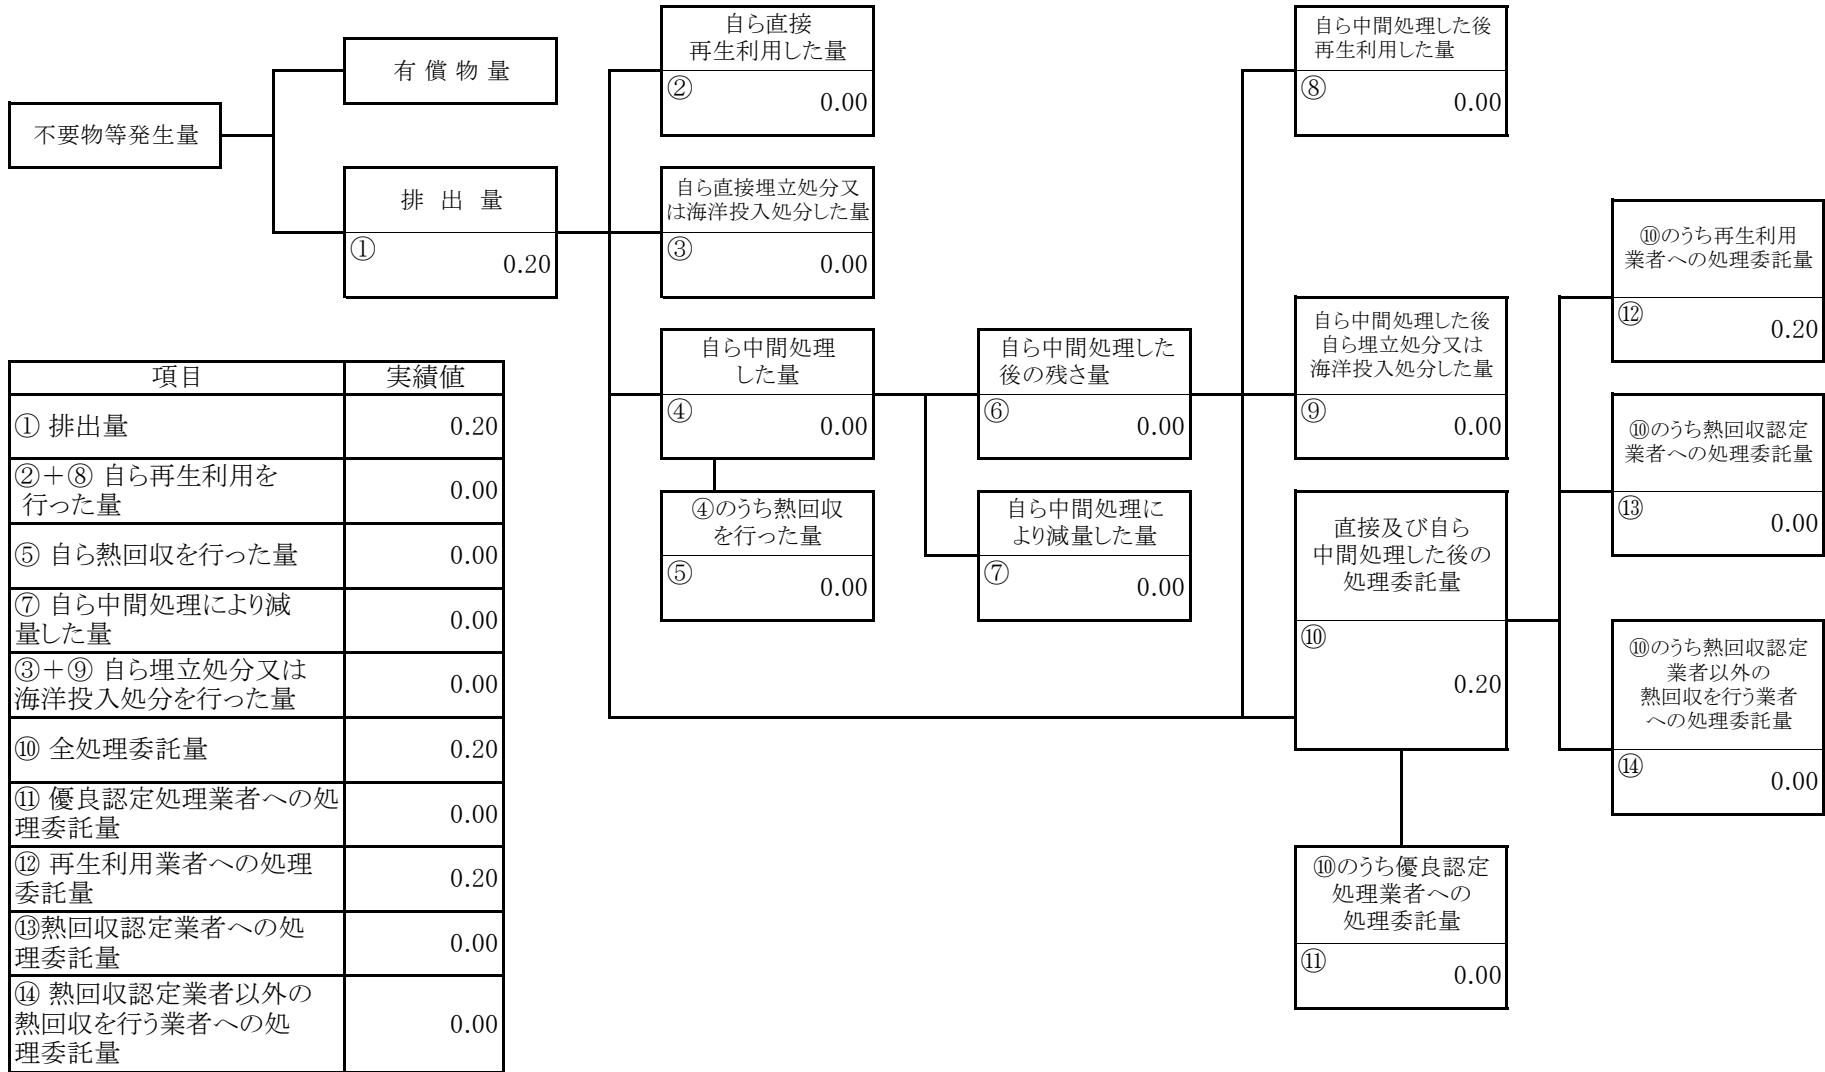 不要物等発生量
有 償 物 量
排 出 量
①
0.20
自ら直接
再生利用した量
②
0.00
自ら直接埋立処分又
は海洋投入処分した量
③
0.00
自ら中間処理
した量
④
0.00
④のうち熱回収
を行った量
⑤
0.00
自ら中間処理した
後の残さ量
⑥
0.00
自ら中間処理に
より減量した量
⑦
0.00
自ら中間処理した後
再生利用した量
⑧
0.00
自ら中間処理した後
自ら埋立処分又は
海洋投入処分した量
⑨
0.00
直接及び自ら
中間処理した後の
処理委託量
⑩
0.20
⑩のうち優良認定
処理業者への
処理委託量
⑪
0.00
⑩のうち再生利用
業者への処理委託量
⑫
0.20
⑩のうち熱回収認定
業者への処理委託量
⑬
0.00
⑩のうち熱回収認定
業者以外の
熱回収を行う業者
への処理委託量
⑭
0.00
項目 実績値
① 排出量 0.20
②＋⑧ 自ら再生利用を
行った量 0.00
⑤ 自ら熱回収を行った量 0.00
⑦ 自ら中間処理により減
量した量 0.00
③＋⑨ 自ら埋立処分又は
海洋投入処分を行った量 0.00
⑩ 全処理委託量 0.20
⑪ 優良認定処理業者への処
理委託量 0.00
⑫ 再生利用業者への処理
委託量 0.20
⑬熱回収認定業者への処
理委託量 0.00
⑭ 熱回収認定業者以外の
熱回収を行う業者への処
理委託量 0.00